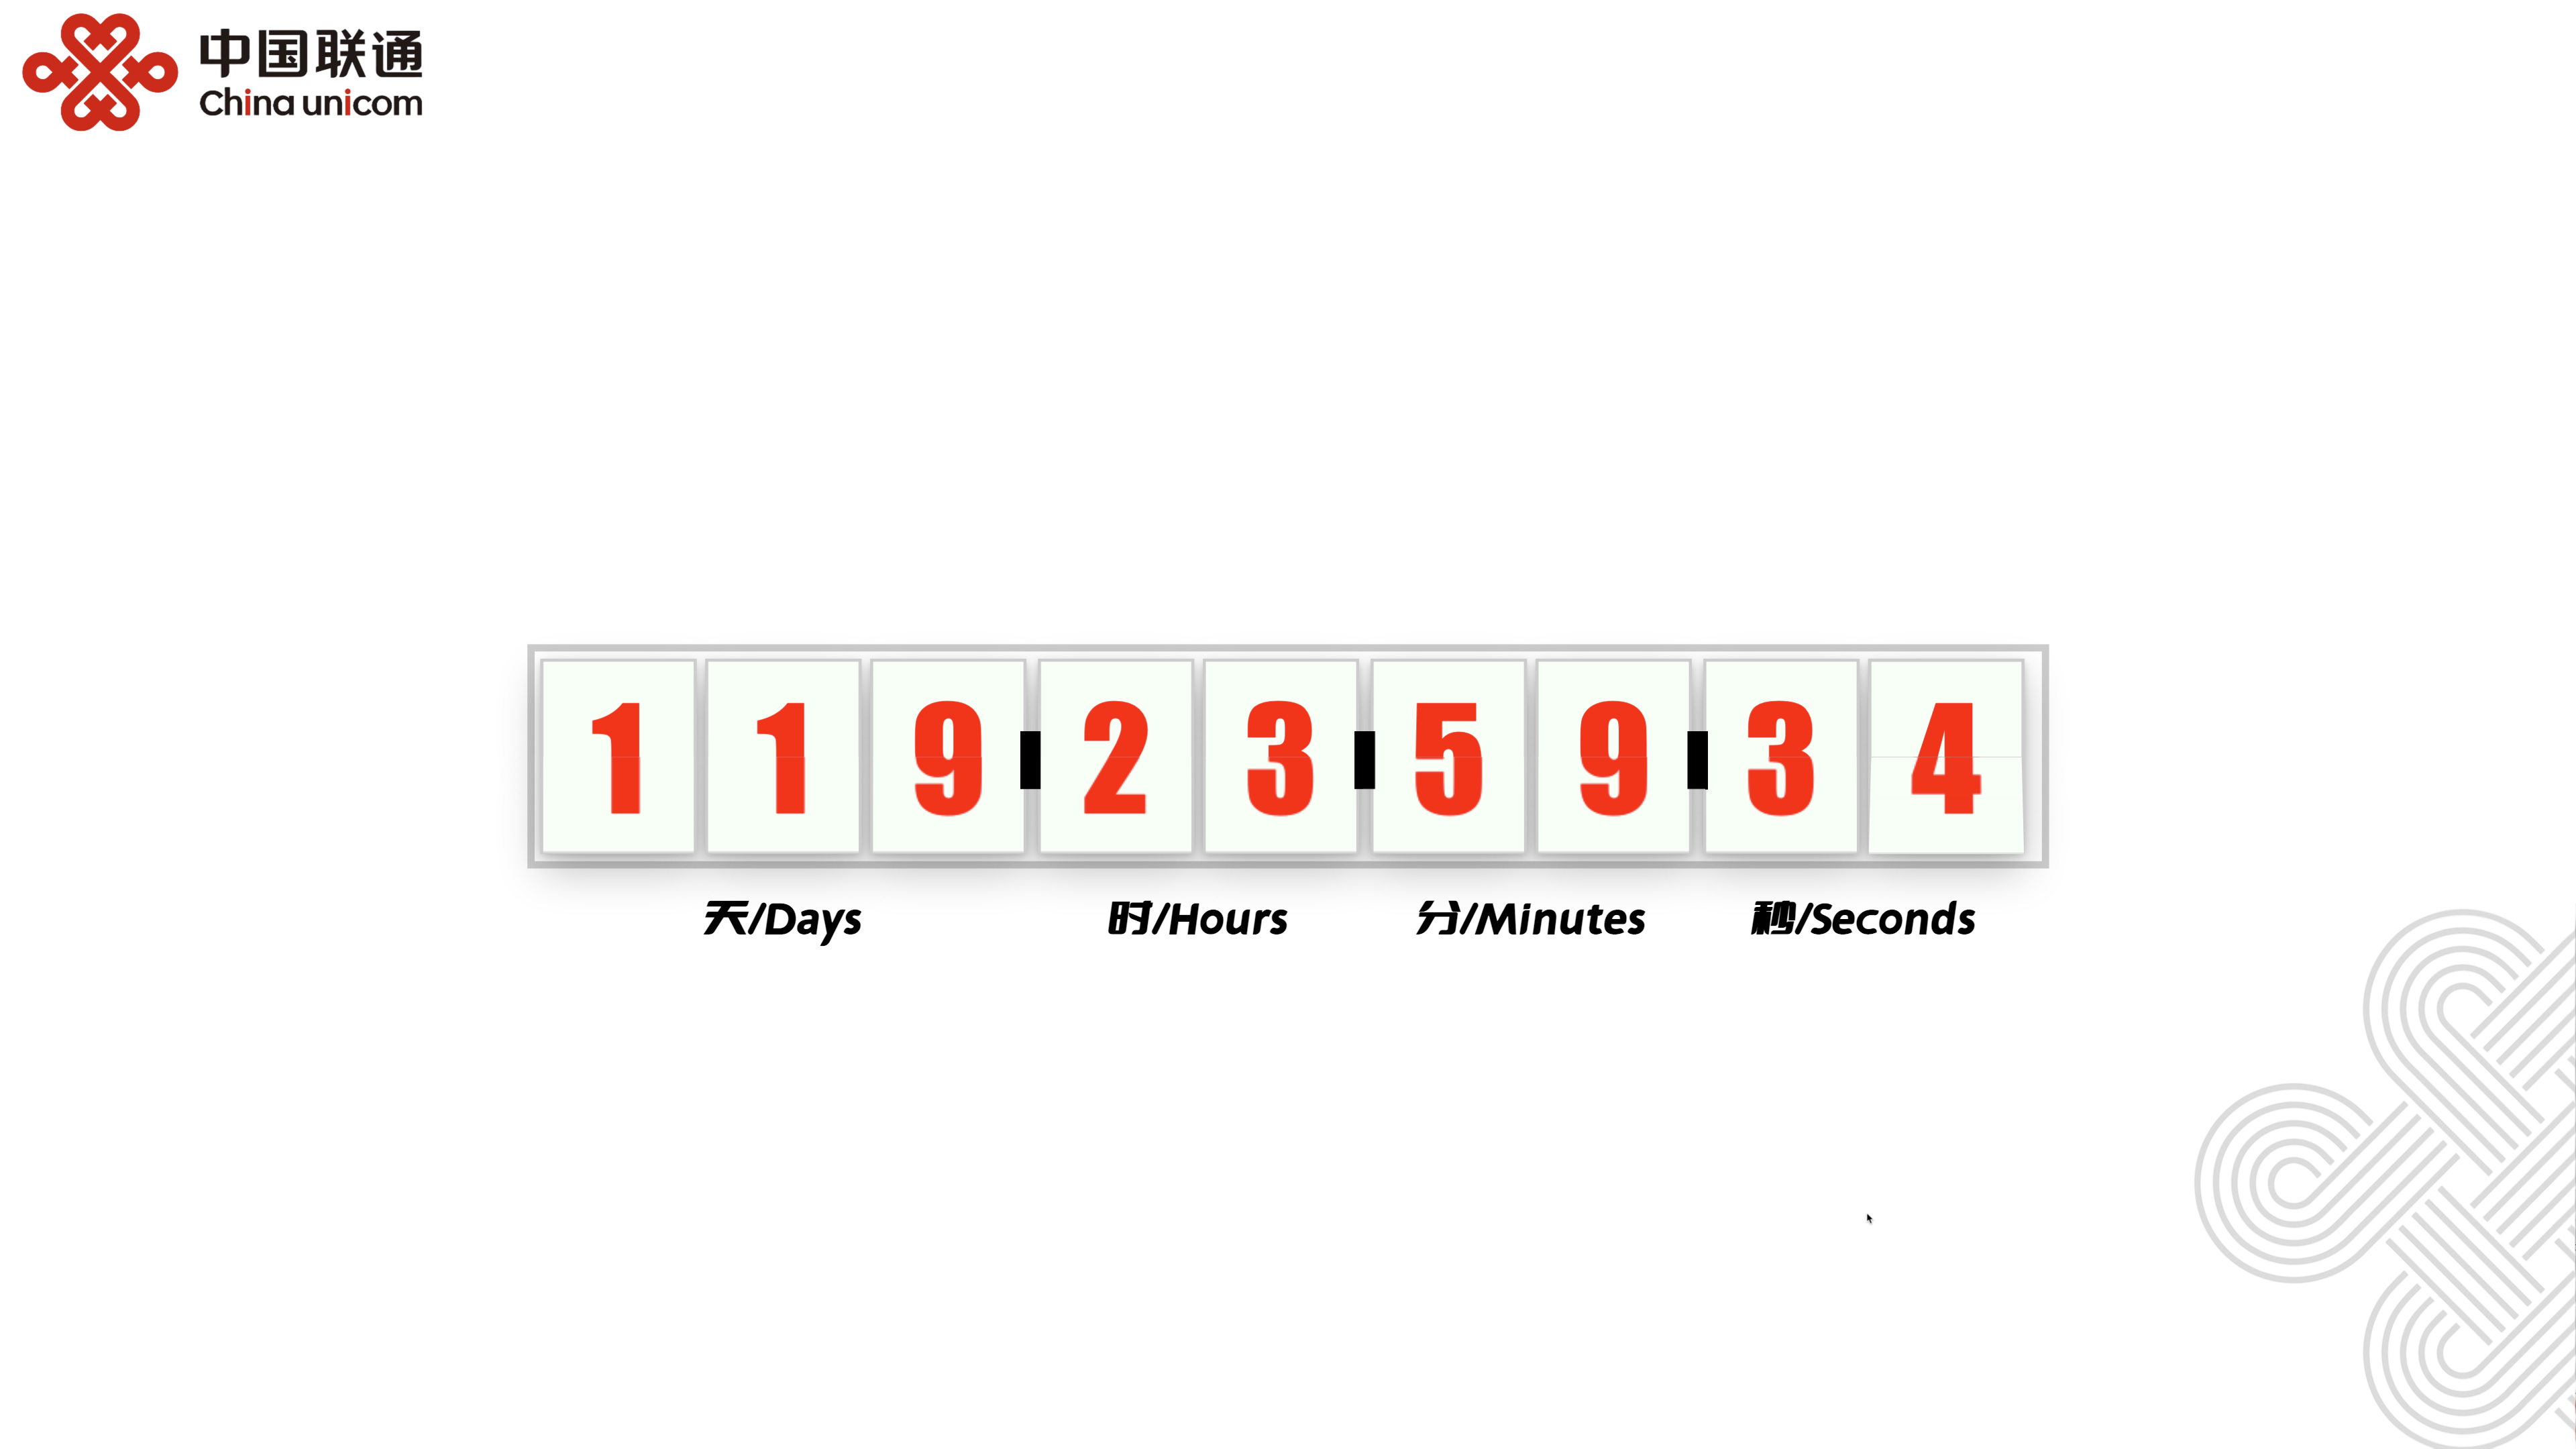 中国联通
China unicom
1 1 9 2 3 5 9 3 4
天/Days 时/Hours 分/Minutes 秒/Seconds